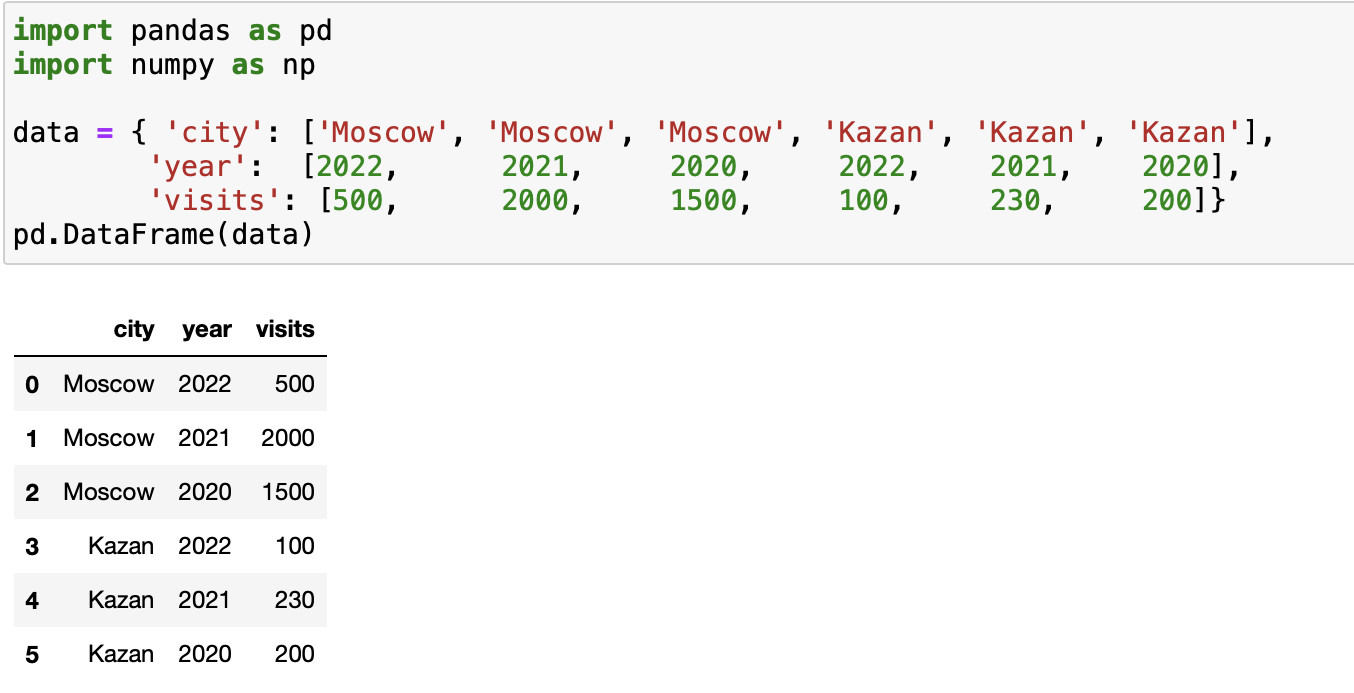 import pandas as pd
import numpy as np
data = { 'city': ['Moscow', 'Moscow', 'Moscow', 'Kazan', 'Kazan', 'Kazan'],
'year': [2022, 2021, 2020, 2022, 2021, 2020],
'visits': [500, 2000, 1500, 100, 230, 200]}
pd.DataFrame(data)
city year visits
0 Moscow 2022 500
1 Moscow 2021 2000
2 Moscow 2020 1500
3 Kazan 2022 100
4 Kazan 2021 230
5 Kazan 2020 200